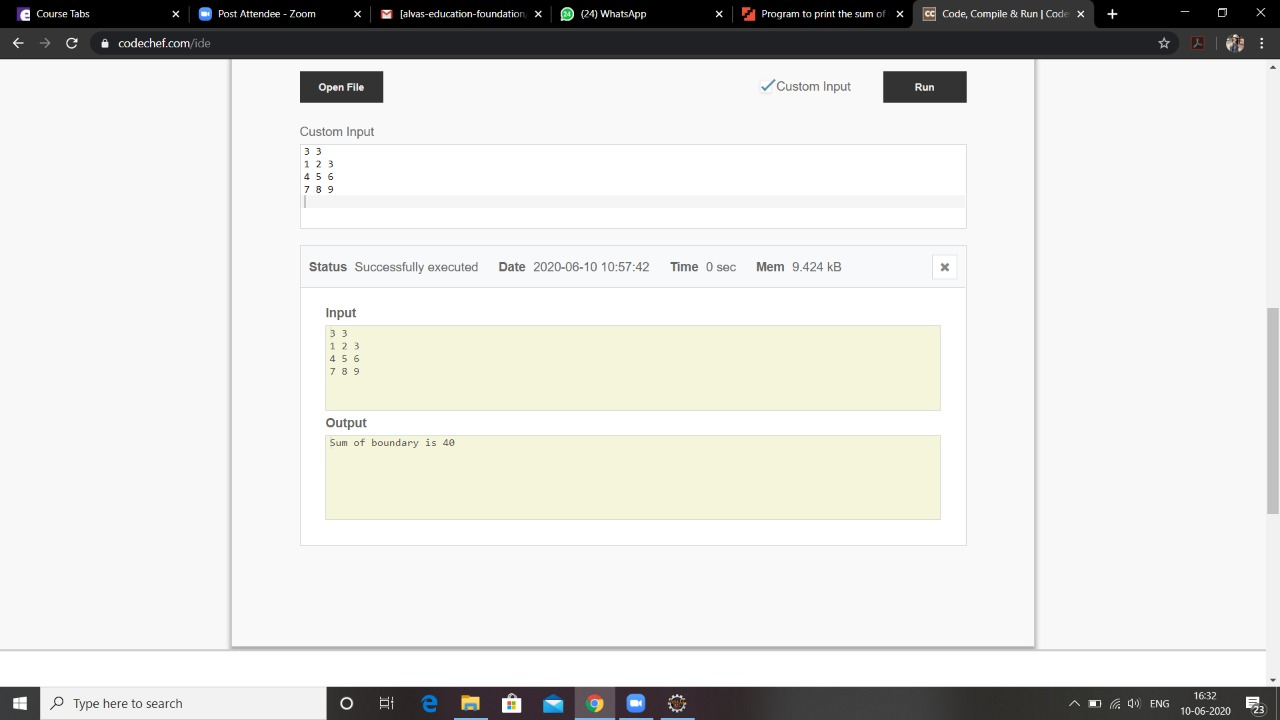 Course Tabs
Post Attendee - Zoom
[alvas-education-foundation
(24) WhatsApp
Program to print the sum of
Code, Compile & Run | Code
codechef.com/ide
Open File
Custom Input
Run
Custom Input
3 3
1 2 3
4 5 6
7 8 9
Status Successfully executed Date 2020-06-10 10:57:42 Time 0 sec Mem 9.424 kB
Input
3 3
1 2 3
4 5 6
7 8 9
Output
Sum of boundary is 40
Type here to search
ENG
16:32
10-06-2020
23